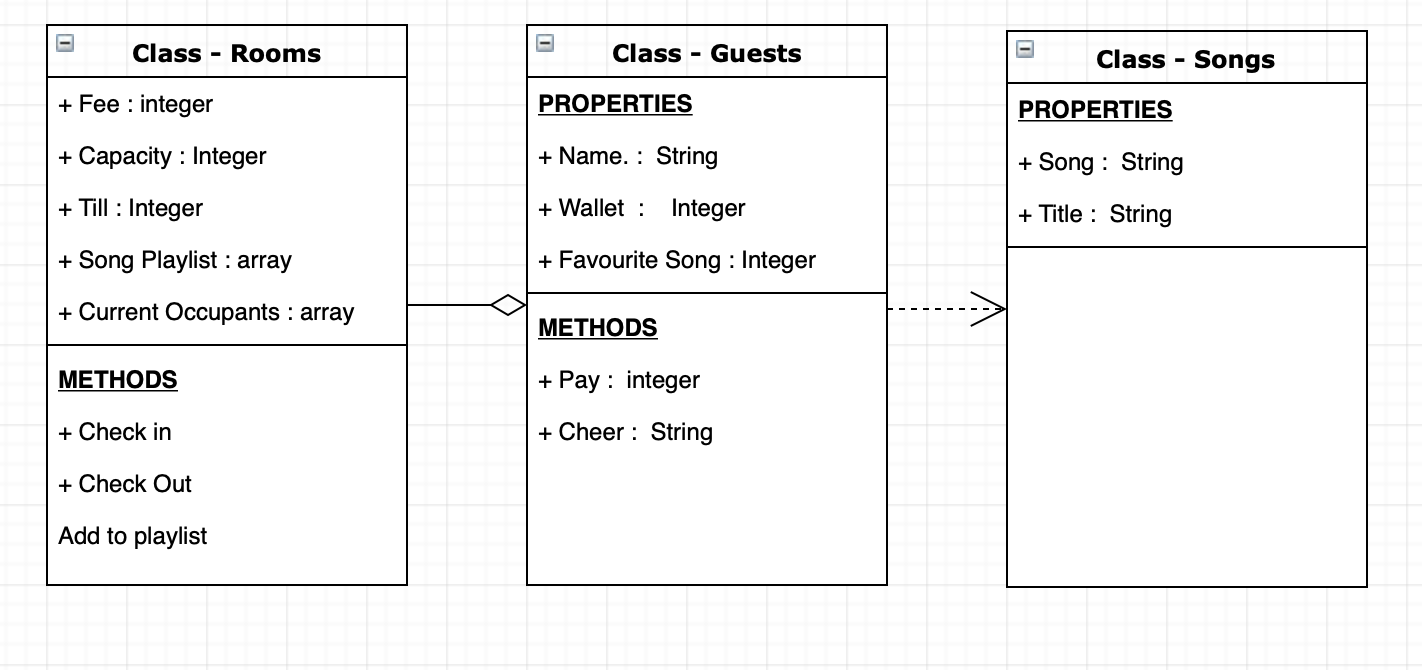 Class - Rooms
+ Fee : integer
+ Capacity : Integer
+ Till : Integer
+ Song Playlist : array
+ Current Occupants : array
METHODS
+ Check in
+ Check Out
Add to playlist
Class - Guests
PROPERTIES
+ Name. : String
+ Wallet : Integer
+ Favourite Song : Integer
METHODS
+ Pay : integer
+ Cheer : String
Class - Songs
PROPERTIES
+ Song : String
+ Title : String